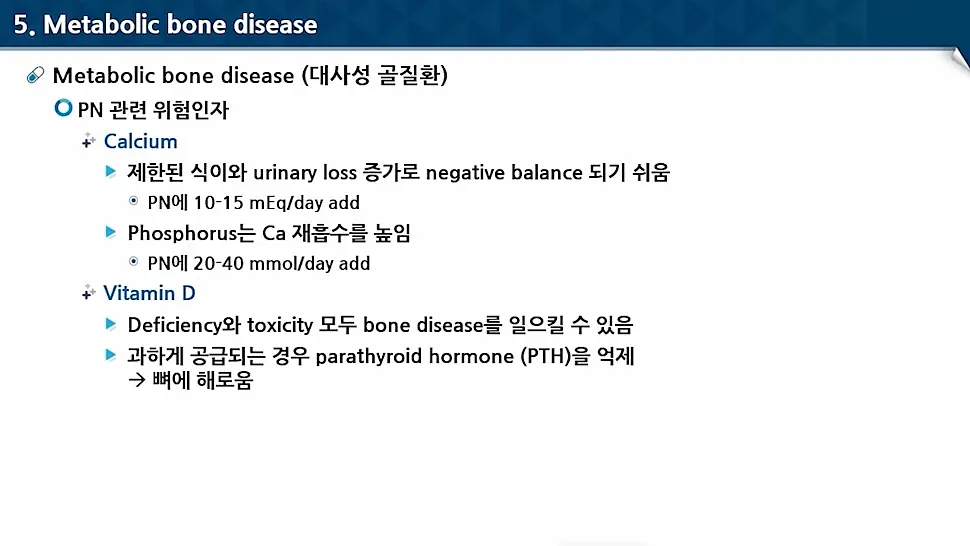 5. Metabolic bone disease
Metabolic bone disease (대사성 골질환)
PN 관련 위험인자
Calcium
제한된 식이와 urinary loss 증가로 negative balance 되기 쉬움
PN에 10-15 mEq/day add
Phosphorus는 Ca 재흡수를 높임
PN에 20-40 mmol/day add
Vitamin D
Deficiency와 toxicity 모두 bone disease를 일으킬 수 있음
과하게 공급되는 경우 parathyroid hormone (PTH)을 억제
→ 뼈에 해로움